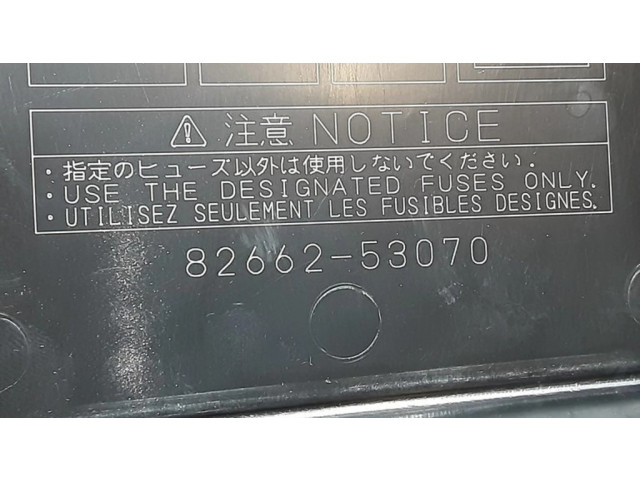 ⚠ 注意 NOTICE
・指定のヒューズ以外は使用しないでください.
・USE THE DESIGNATED FUSES ONLY.
・UTILISEZ SEULEMENT LES FUSIBLES DESIGNES.
82662-53070